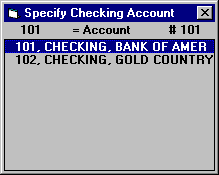 Specify Checking Account
101 = Account # 101
101, CHECKING, BANK OF AMER
102, CHECKING, GOLD COUNTRY